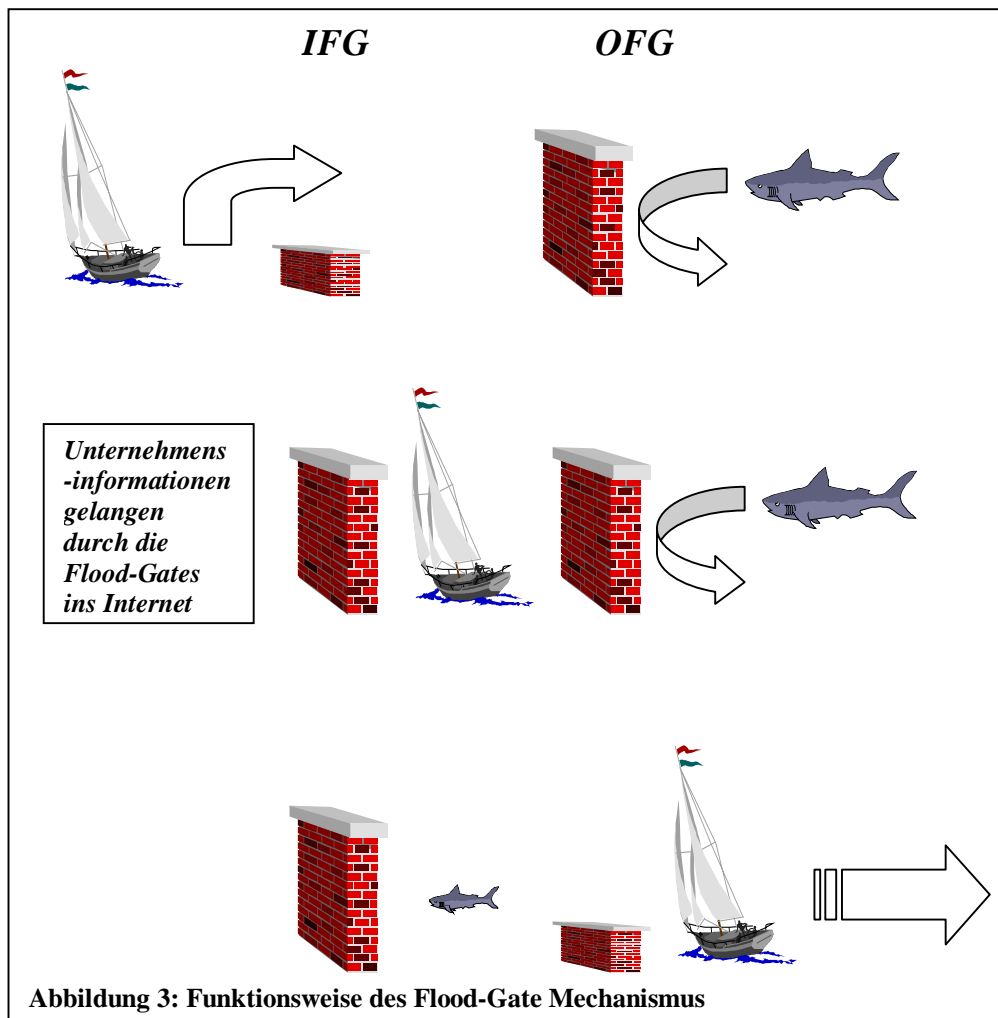 IFG OFG
Unternehmens
-informationen
gelangen
durch die
Flood-Gates
ins Internet
Abbildung 3: Funktionsweise des Flood-Gate Mechanismus